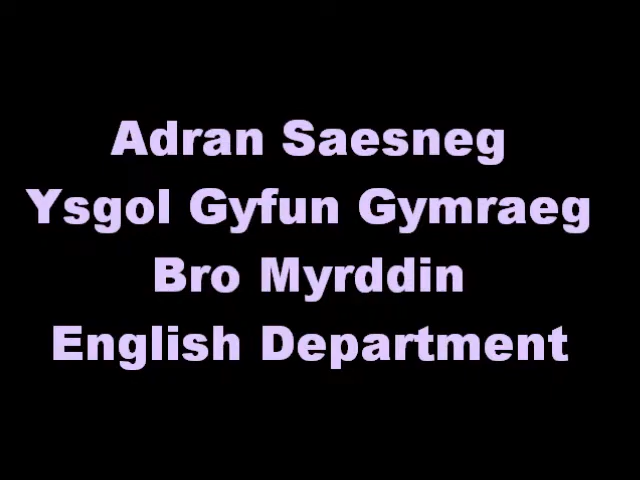 Adran Saesneg
Ysgol Gyfun Gymraeg
Bro Myrddin
English Department